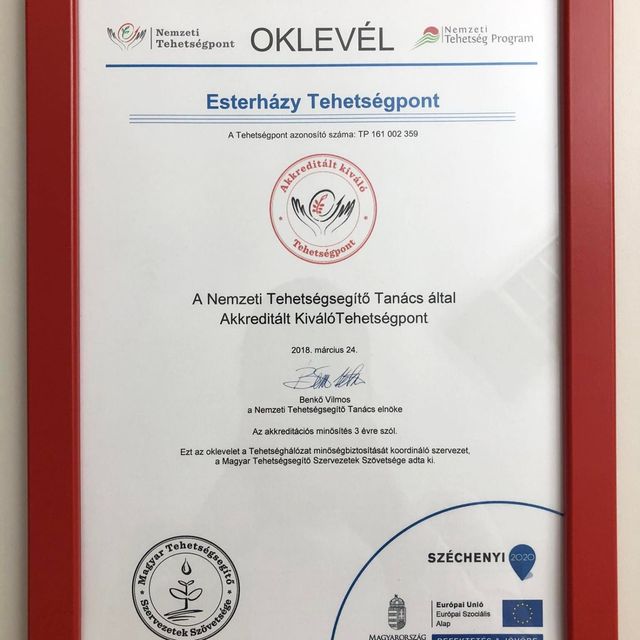 Nemzeti
Tehetségpont
OKLEVÉL
Nemzeti
Tehetség Program
Esterházy Tehetségpont
A Tehetségpont azonosító száma: TP 161 002 359
Akkreditált kiváló
Tehetségpont
A Nemzeti Tehetségsegítő Tanács által
Akkreditált KiválóTehetségpont
2018. március 24.
Benkő Vilmos
a Nemzeti Tehetségsegítő Tanács elnöke
Az akkreditációs minősítés 3 évre szól.
Ezt az oklevelet a Tehetséghálózat minőségbiztosítását koordináló szervezet,
a Magyar Tehetségsegítő Szervezetek Szövetsége adta ki.
Magyar Tehetségsegítő
Szervezetek Szövetsége
SZÉCHENYI 2020
MAGYARORSZÁG
Európai Unió
Európai Szociális
Alap
BEFEKTETÉS A JÖVŐBE